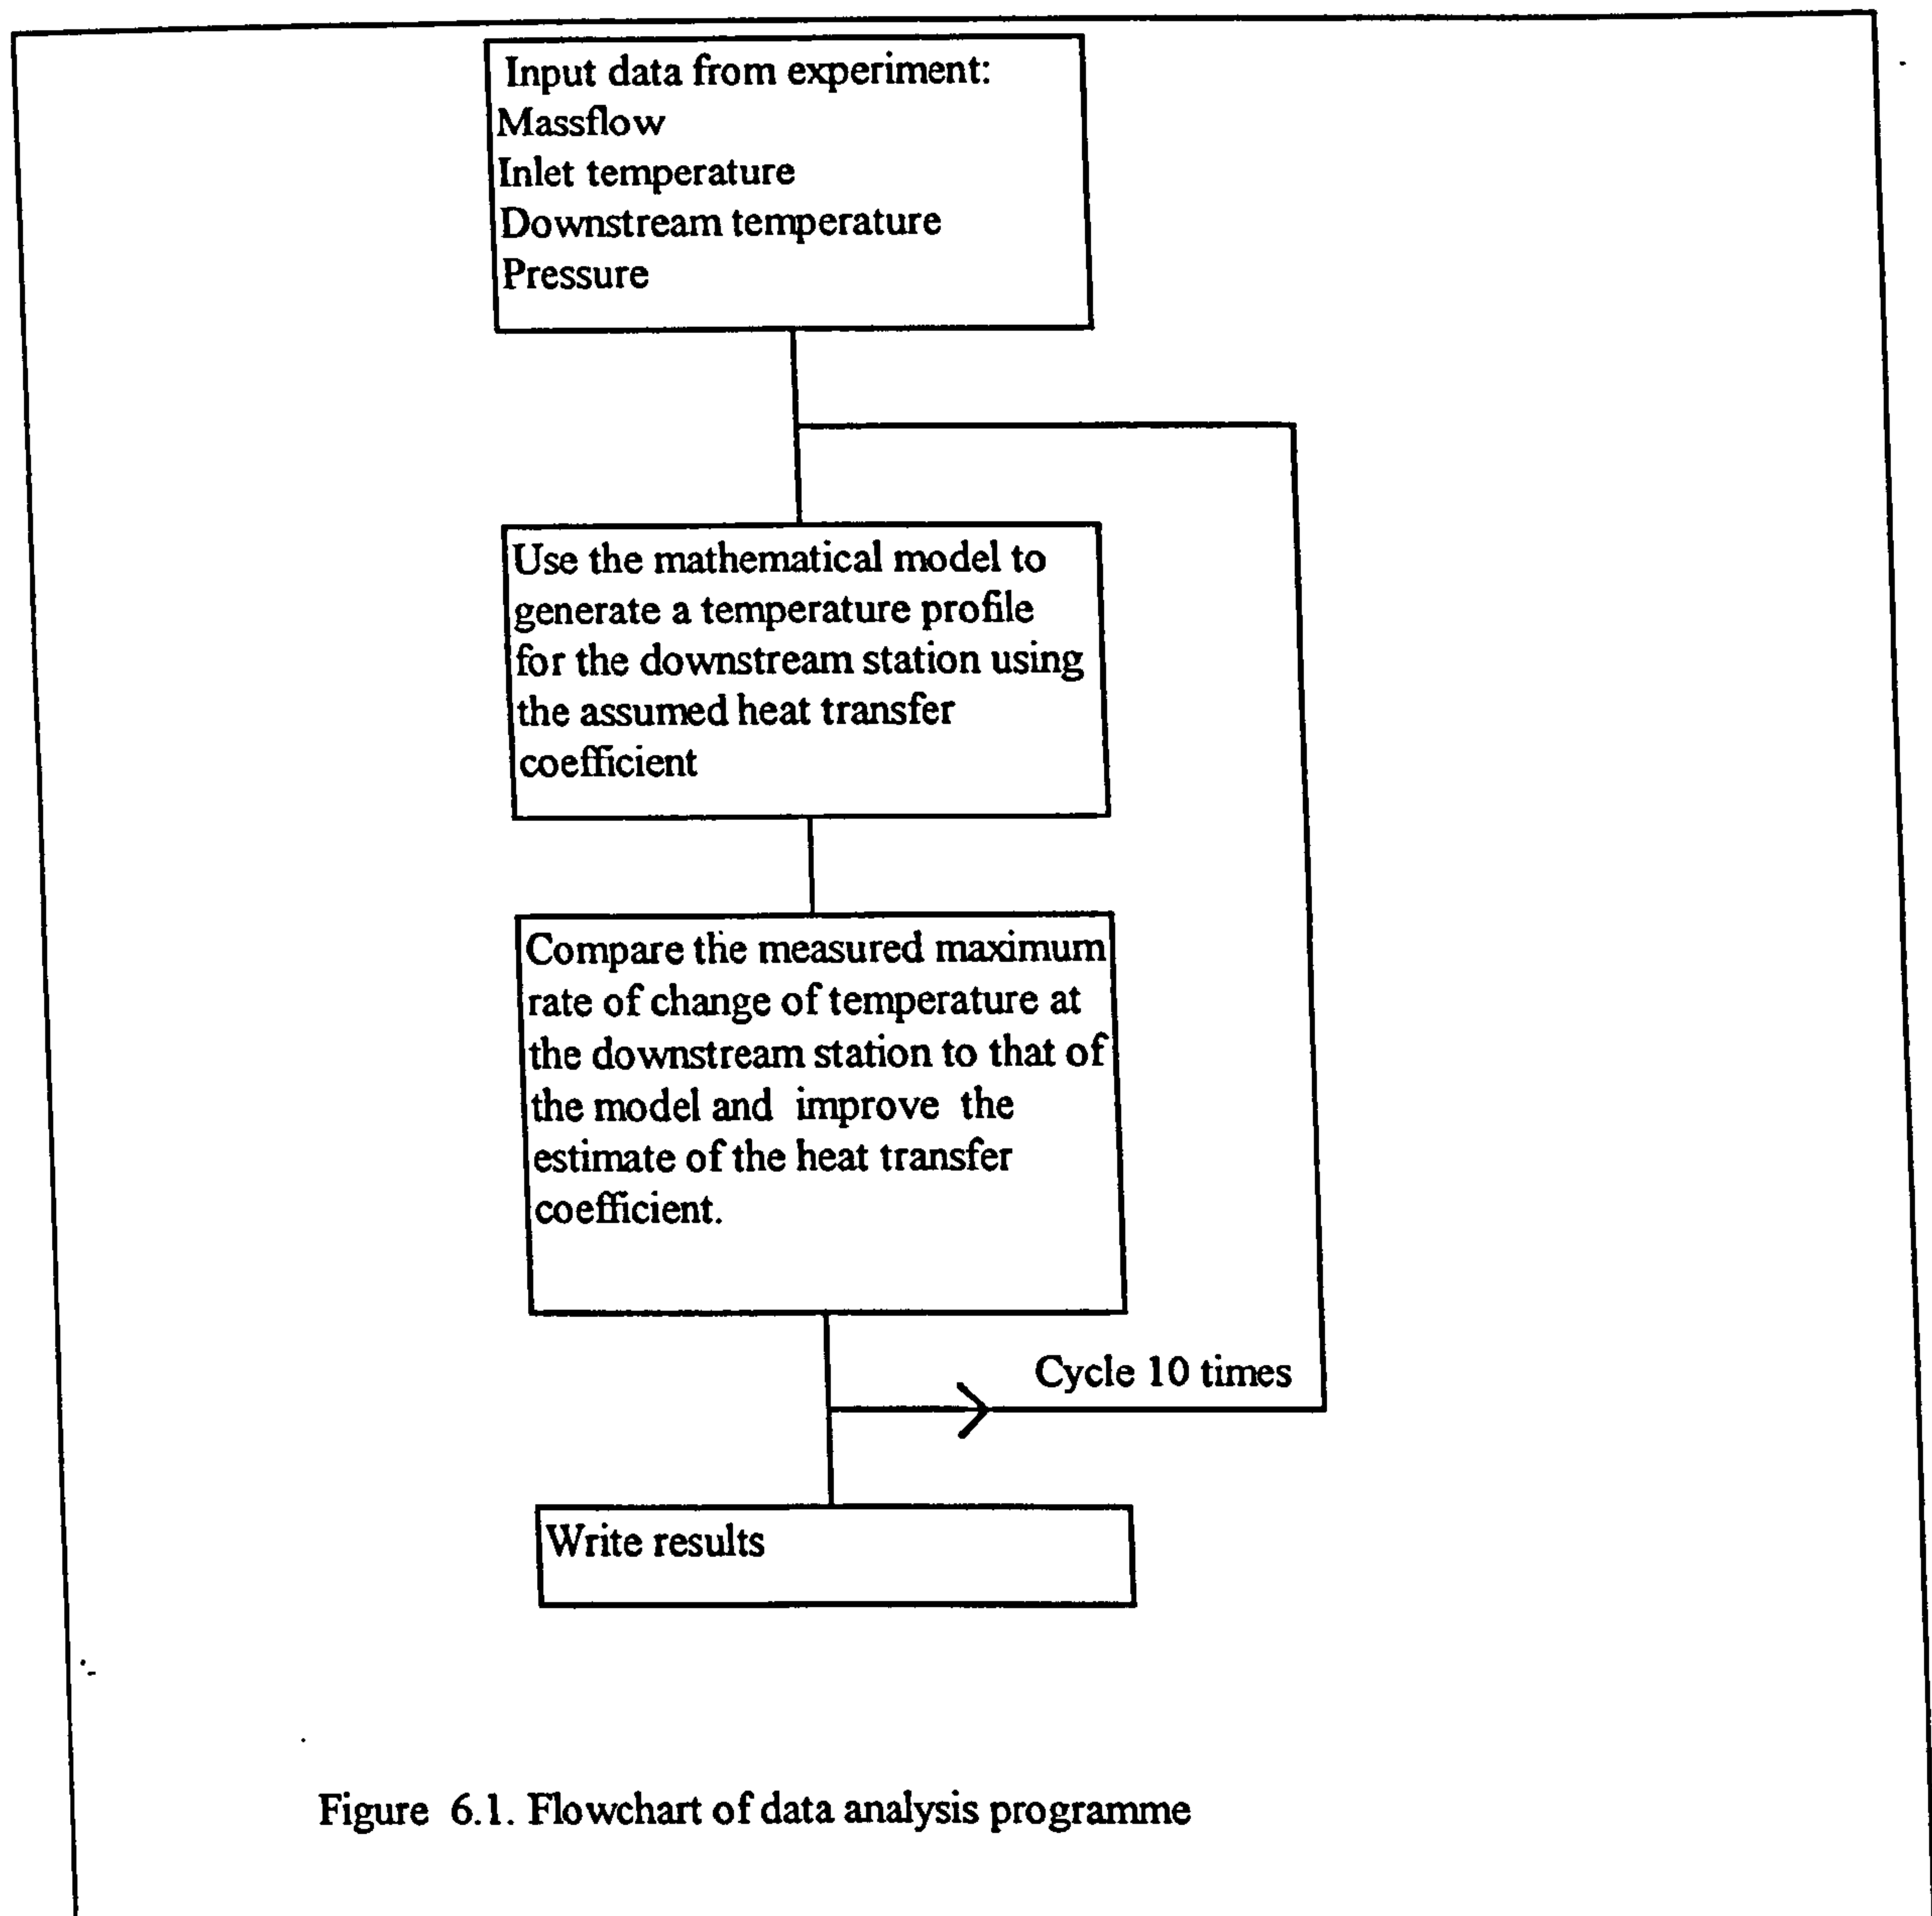 Input data from experiment:
Massflow
Inlet temperature
Downstream temperature
Pressure
Use the mathematical model to
generate a temperature profile
for the downstream station using
the assumed heat transfer
coefficient
Compare the measured maximum
rate of change of temperature at
the downstream station to that of
the model and improve the
estimate of the heat transfer
coefficient.
Cycle 10 times
Write results
Figure 6.1. Flowchart of data analysis programme